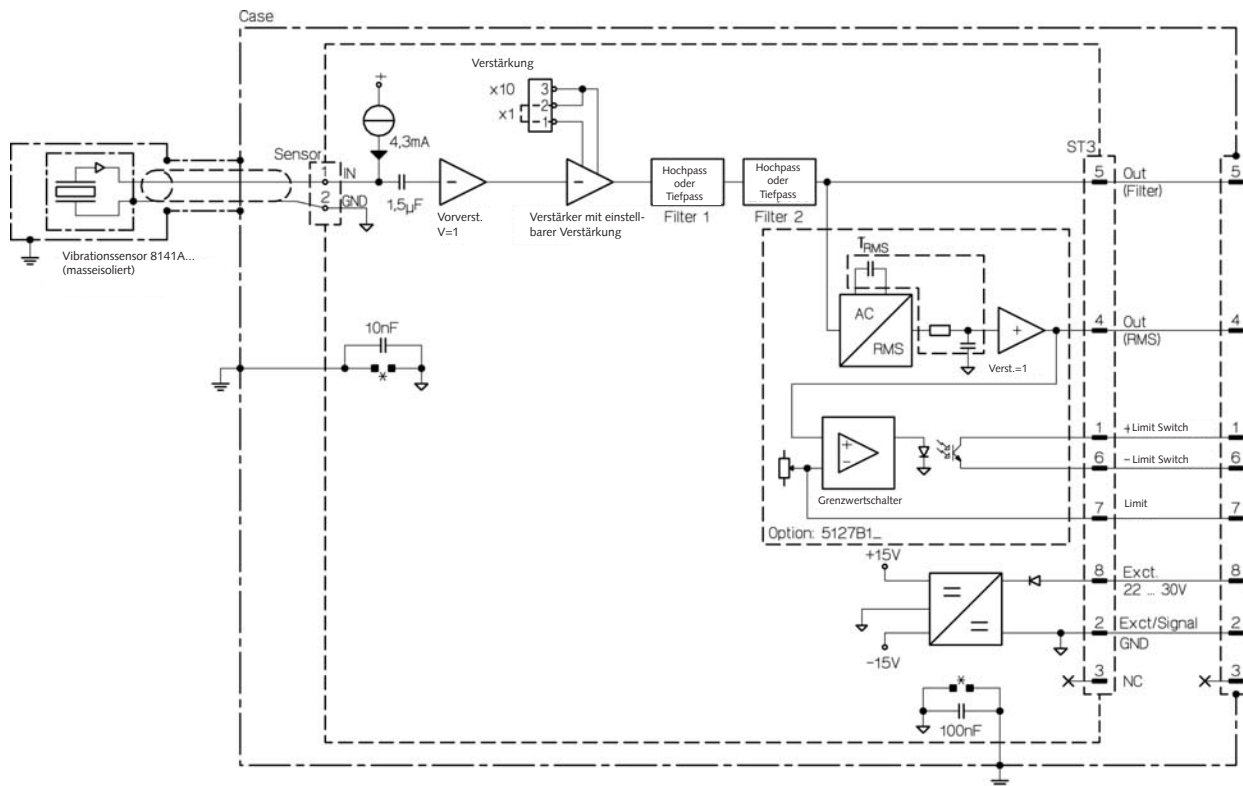 Case
Verstärkung
x10
x1
3
2
1
+
4,3mA
Sensor
1
IN
2
GND
1,5µF
Vorverst.
V=1
Verstärker mit einstell-
barer Verstärkung
Hochpass
oder
Tiefpass
Filter 1
Hochpass
oder
Tiefpass
Filter 2
ST3
5
Out
(Filter)
5
Vibrationssensor 8141A...
(masseisoliert)
TRMS
AC
RMS
+
Verst.=1
4
Out
(RMS)
4
10nF
*
+
−
Grenzwertschalter
1
+Limit Switch
1
6
−Limit Switch
6
7
Limit
7
Option: 5127B1_
+15V
−15V
8
Exct.
22 ... 30V
8
2
Exct/Signal
GND
2
3
NC
3
*
100nF